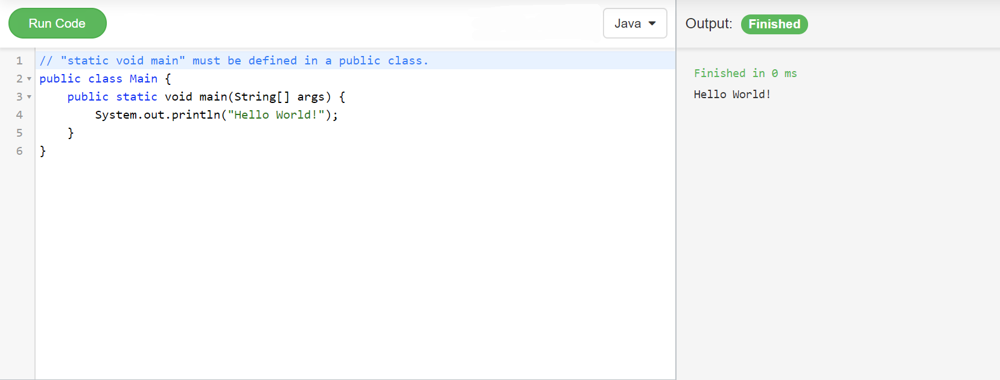 Run Code
Java
Output: Finished
1 // "static void main" must be defined in a public class.
2 public class Main {
3     public static void main(String[] args) {
4         System.out.println("Hello World!");
5     }
6 }
Finished in 0 ms
Hello World!